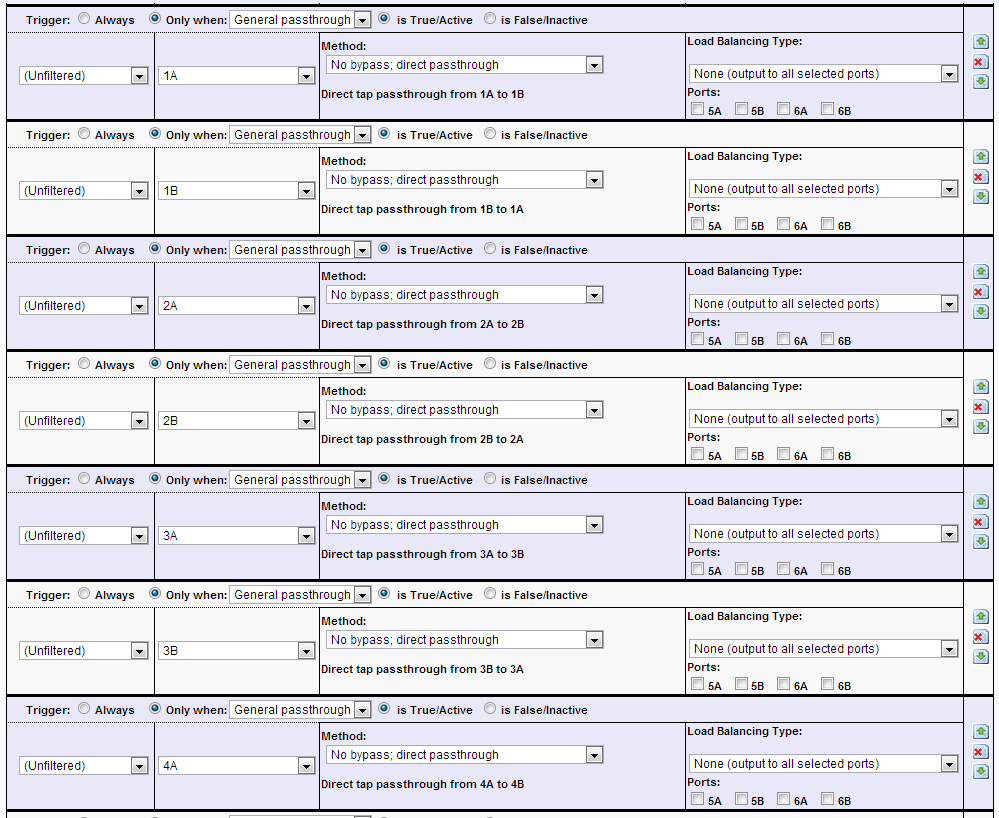 Trigger: Always Only when: General passthrough is True/Active is False/Inactive
(Unfiltered) 1A
Method:
No bypass; direct passthrough
Direct tap passthrough from 1A to 1B
Load Balancing Type:
None (output to all selected ports)
Ports:
5A 5B 6A 6B
Trigger: Always Only when: General passthrough is True/Active is False/Inactive
(Unfiltered) 1B
Method:
No bypass; direct passthrough
Direct tap passthrough from 1B to 1A
Load Balancing Type:
None (output to all selected ports)
Ports:
5A 5B 6A 6B
Trigger: Always Only when: General passthrough is True/Active is False/Inactive
(Unfiltered) 2A
Method:
No bypass; direct passthrough
Direct tap passthrough from 2A to 2B
Load Balancing Type:
None (output to all selected ports)
Ports:
5A 5B 6A 6B
Trigger: Always Only when: General passthrough is True/Active is False/Inactive
(Unfiltered) 2B
Method:
No bypass; direct passthrough
Direct tap passthrough from 2B to 2A
Load Balancing Type:
None (output to all selected ports)
Ports:
5A 5B 6A 6B
Trigger: Always Only when: General passthrough is True/Active is False/Inactive
(Unfiltered) 3A
Method:
No bypass; direct passthrough
Direct tap passthrough from 3A to 3B
Load Balancing Type:
None (output to all selected ports)
Ports:
5A 5B 6A 6B
Trigger: Always Only when: General passthrough is True/Active is False/Inactive
(Unfiltered) 3B
Method:
No bypass; direct passthrough
Direct tap passthrough from 3B to 3A
Load Balancing Type:
None (output to all selected ports)
Ports:
5A 5B 6A 6B
Trigger: Always Only when: General passthrough is True/Active is False/Inactive
(Unfiltered) 4A
Method:
No bypass; direct passthrough
Direct tap passthrough from 4A to 4B
Load Balancing Type:
None (output to all selected ports)
Ports:
5A 5B 6A 6B